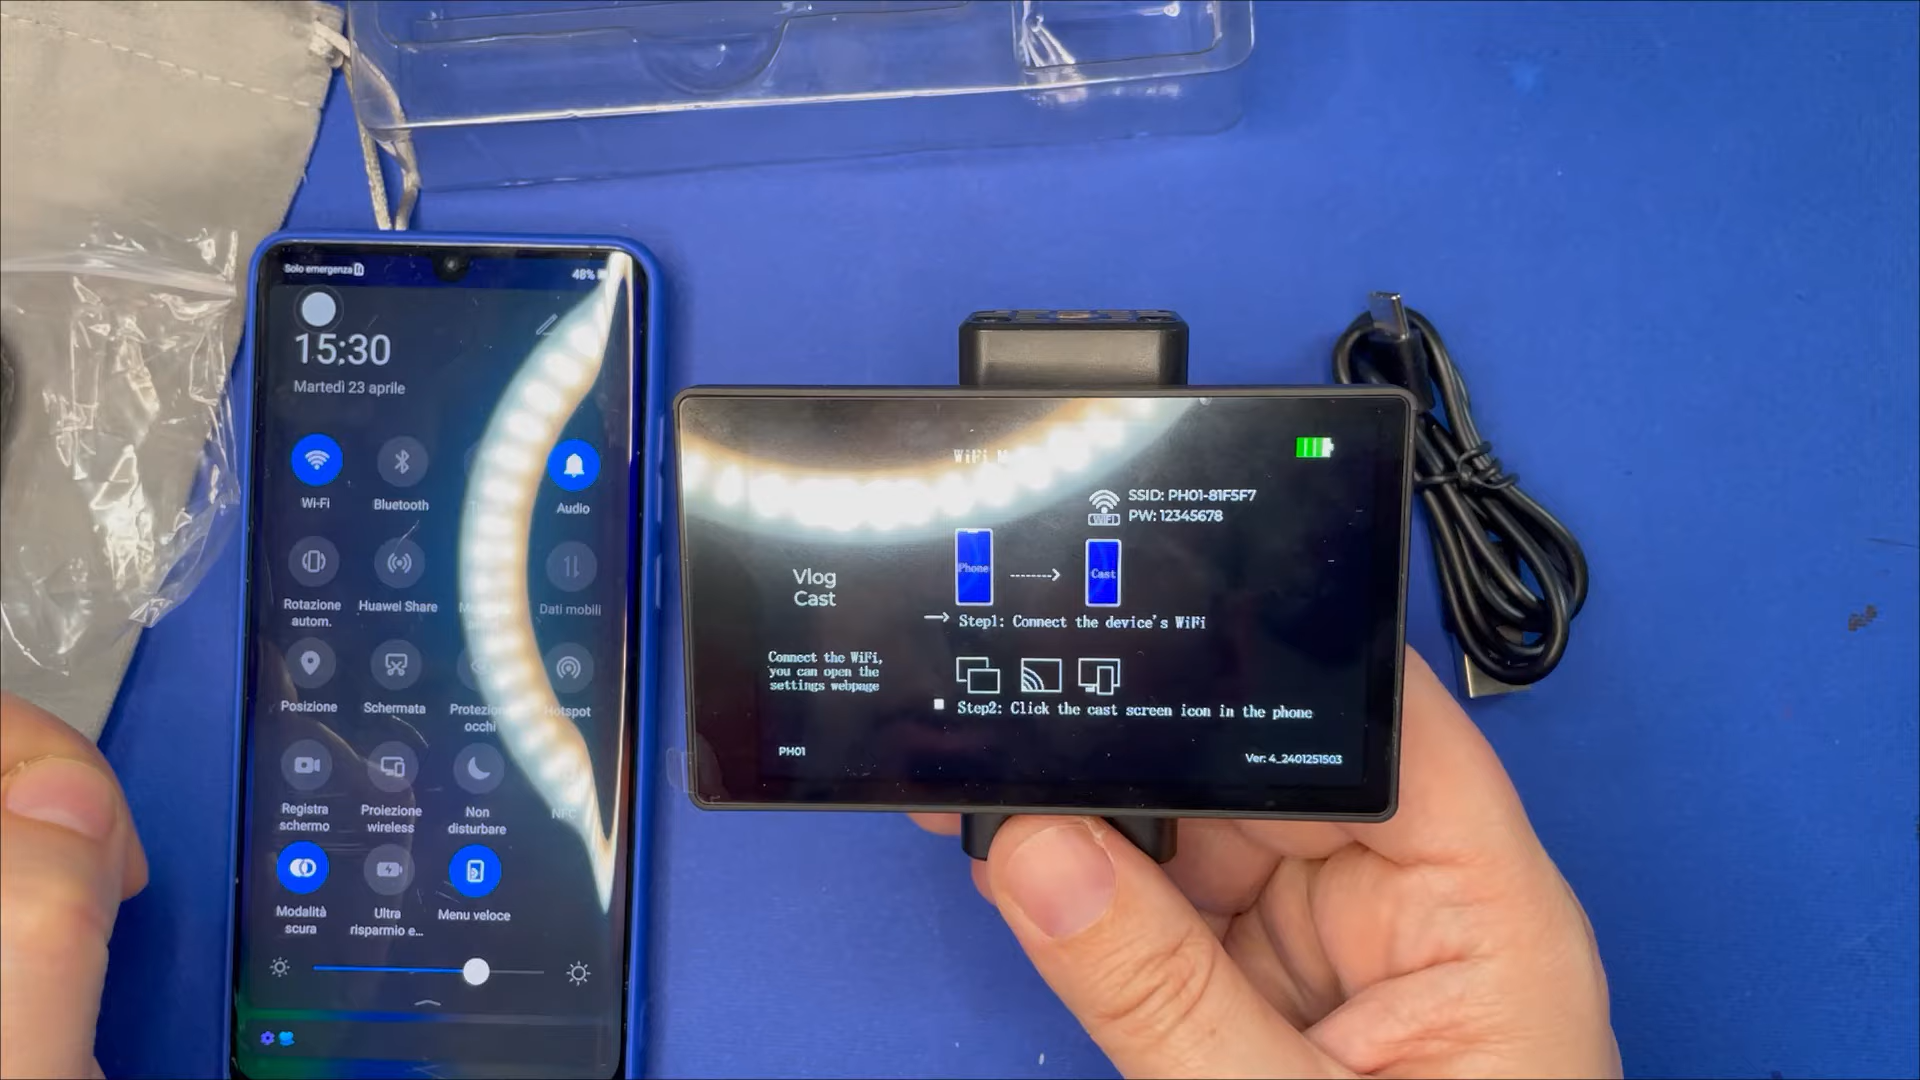 Solo emergenza
48%
15:30
Martedì 23 aprile
Wi-Fi
Bluetooth
Audio
Rotazione
autom.
Huawei Share
Dati mobili
Posizione
Schermata
Protezione
occhi
Hotspot
Registra
schermo
Proiezione
wireless
Non
disturbare
NFC
Modalità
scura
Ultra
risparmio e...
Menu veloce
WiFi
SSID: PH01-81F5F7
PW: 12345678
WiFi
Phone
Cast
Vlog
Cast
Step1: Connect the device's WiFi
Connect the WiFi,
you can open the
settings webpage
Step2: Click the cast screen icon in the phone
PH01
Ver: 4_2401251503